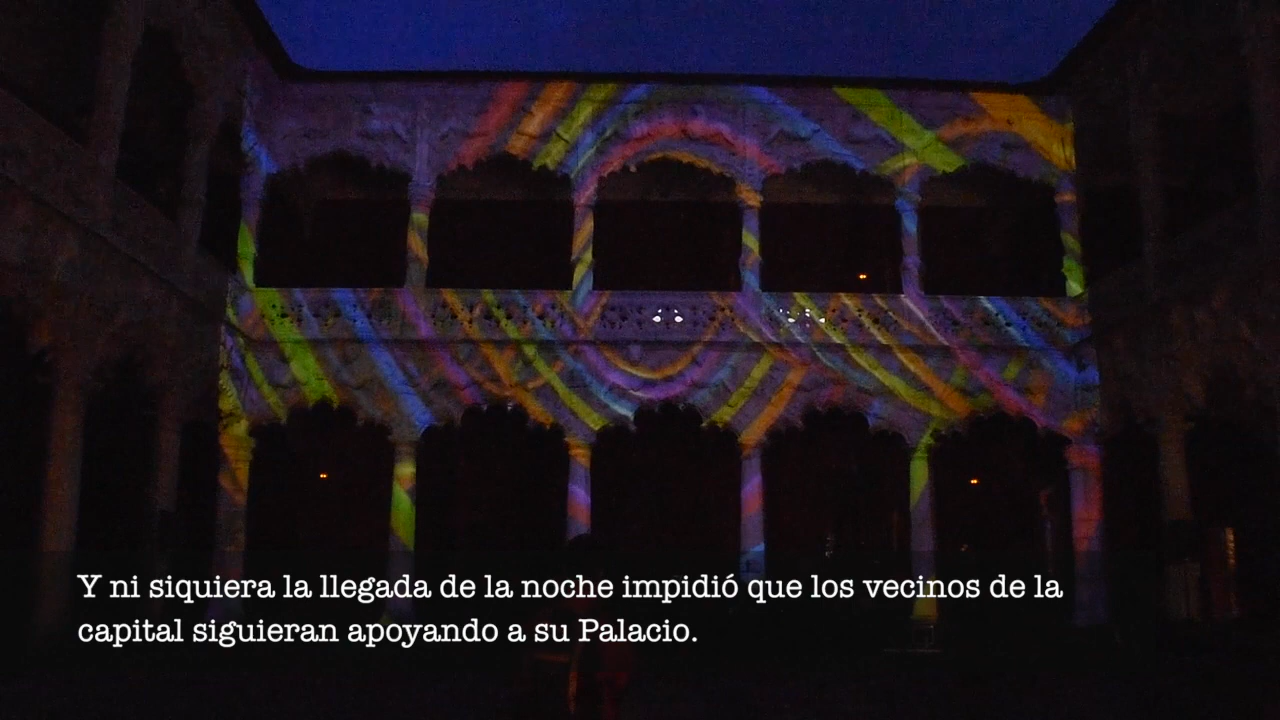 Y ni siquiera la llegada de la noche impidió que los vecinos de la
capital siguieran apoyando a su Palacio.